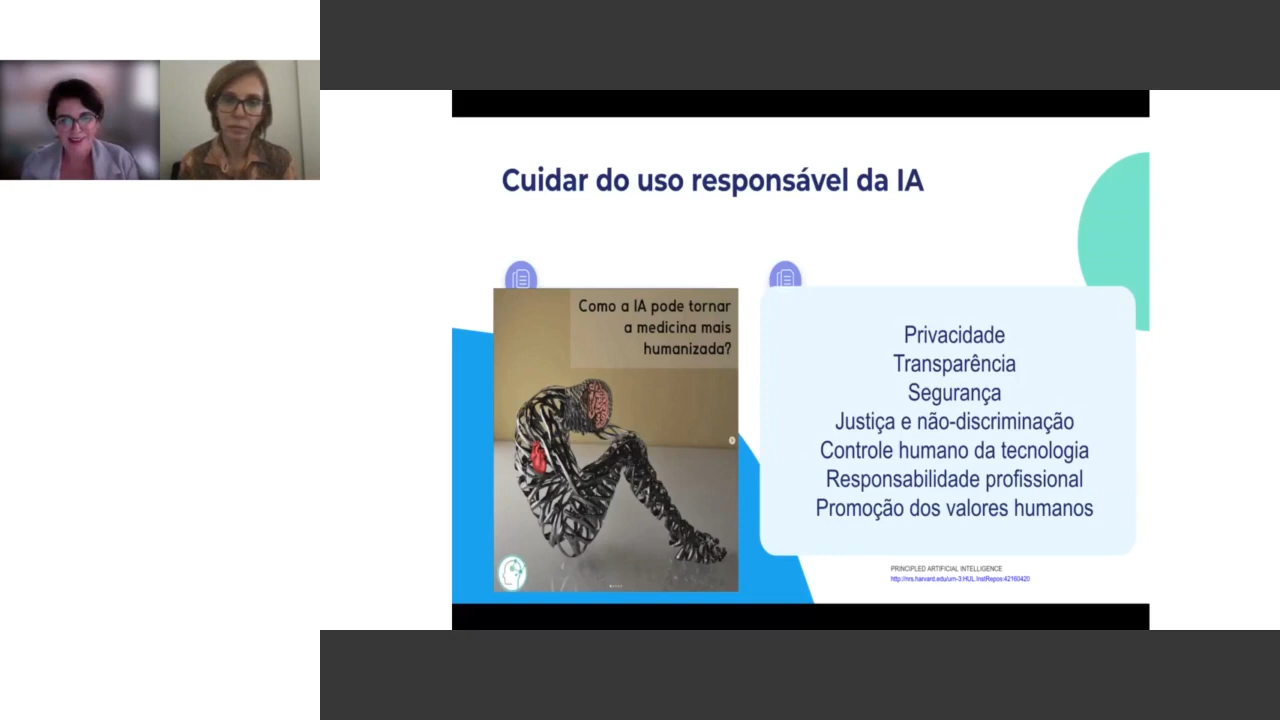 Cuidar do uso responsável da IA
Como a IA pode tornar
a medicina mais
humanizada?
Privacidade
Transparência
Segurança
Justiça e não-discriminação
Controle humano da tecnologia
Responsabilidade profissional
Promoção dos valores humanos
PRINCIPLED ARTIFICIAL INTELLIGENCE
http://nrs.harvard.edu/urn-3:HUL.InstRepos:42160420